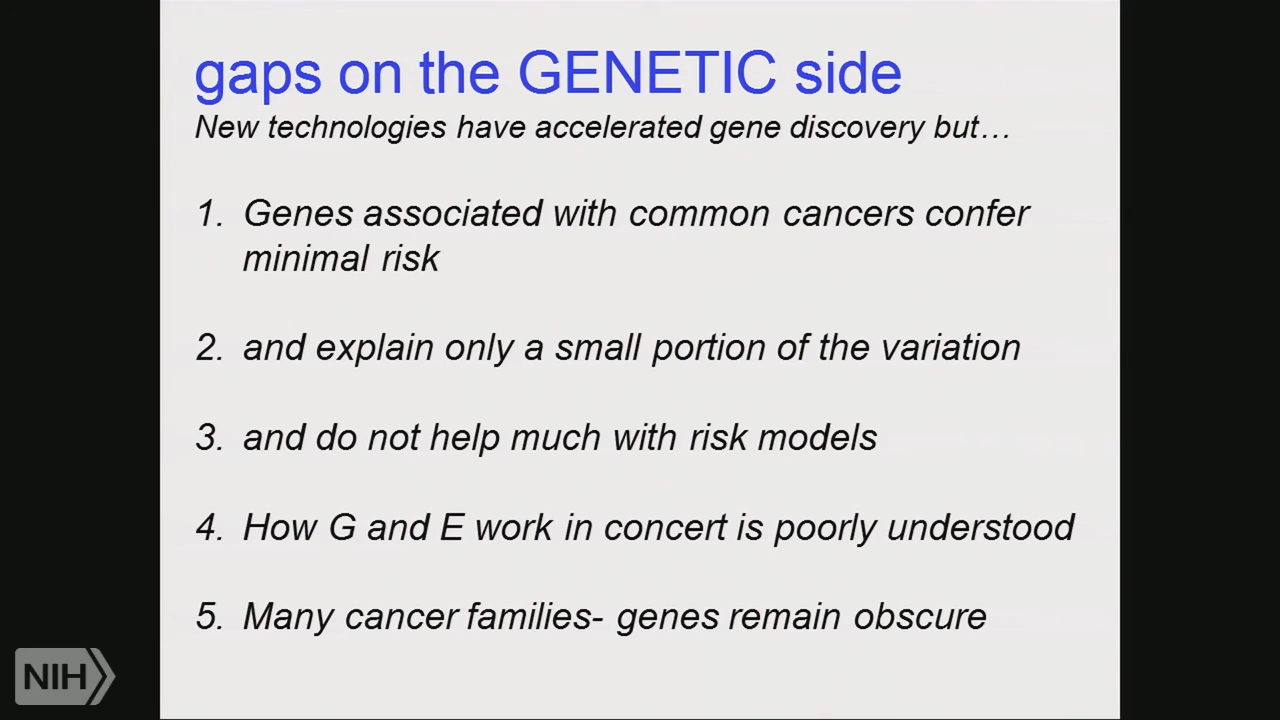 gaps on the GENETIC side
New technologies have accelerated gene discovery but…
1. Genes associated with common cancers confer
minimal risk
2. and explain only a small portion of the variation
3. and do not help much with risk models
4. How G and E work in concert is poorly understood
5. Many cancer families- genes remain obscure
NIH